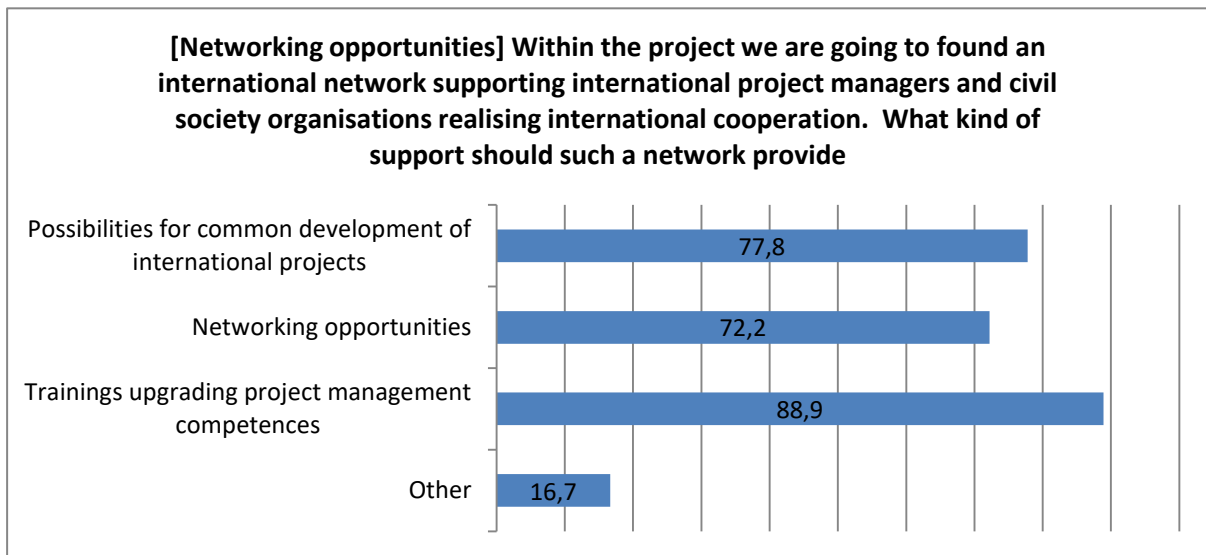 [Networking opportunities] Within the project we are going to found an
international network supporting international project managers and civil
society organisations realising international cooperation.  What kind of
support should such a network provide
Possibilities for common development of
international projects
77,8
Networking opportunities
72,2
Trainings upgrading project management
competences
88,9
Other
16,7